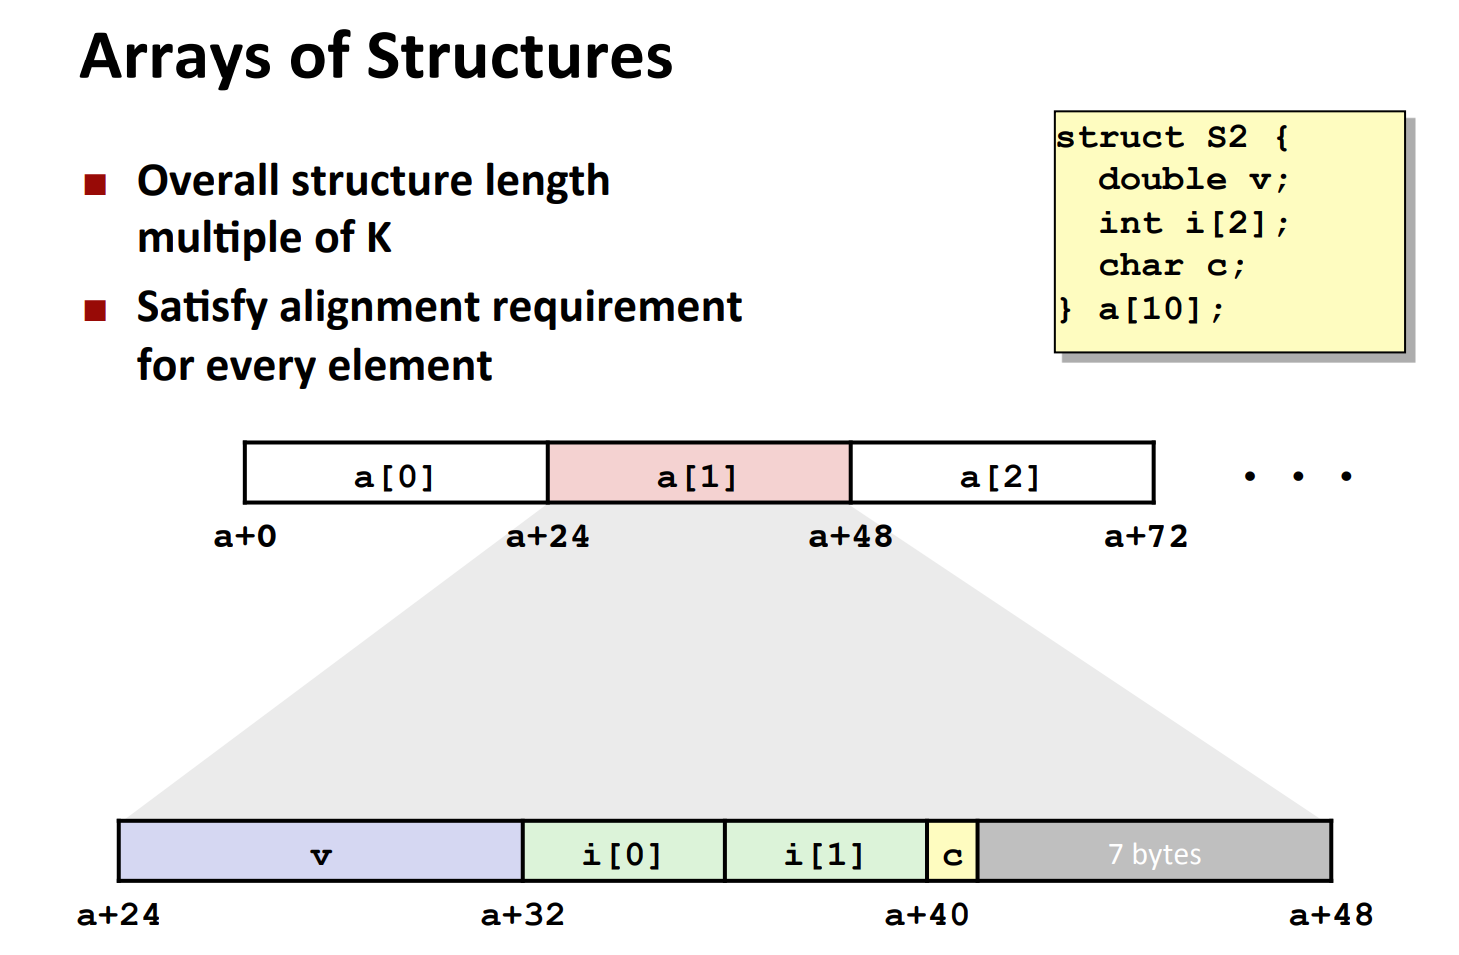 Arrays of Structures
■ Overall structure length
multiple of K
■ Satisfy alignment requirement
for every element
struct S2 {
  double v;
  int i[2];
  char c;
} a[10];
a[0] a[1] a[2] • • •
a+0 a+24 a+48 a+72
v i[0] i[1] c 7 bytes
a+24 a+32 a+40 a+48